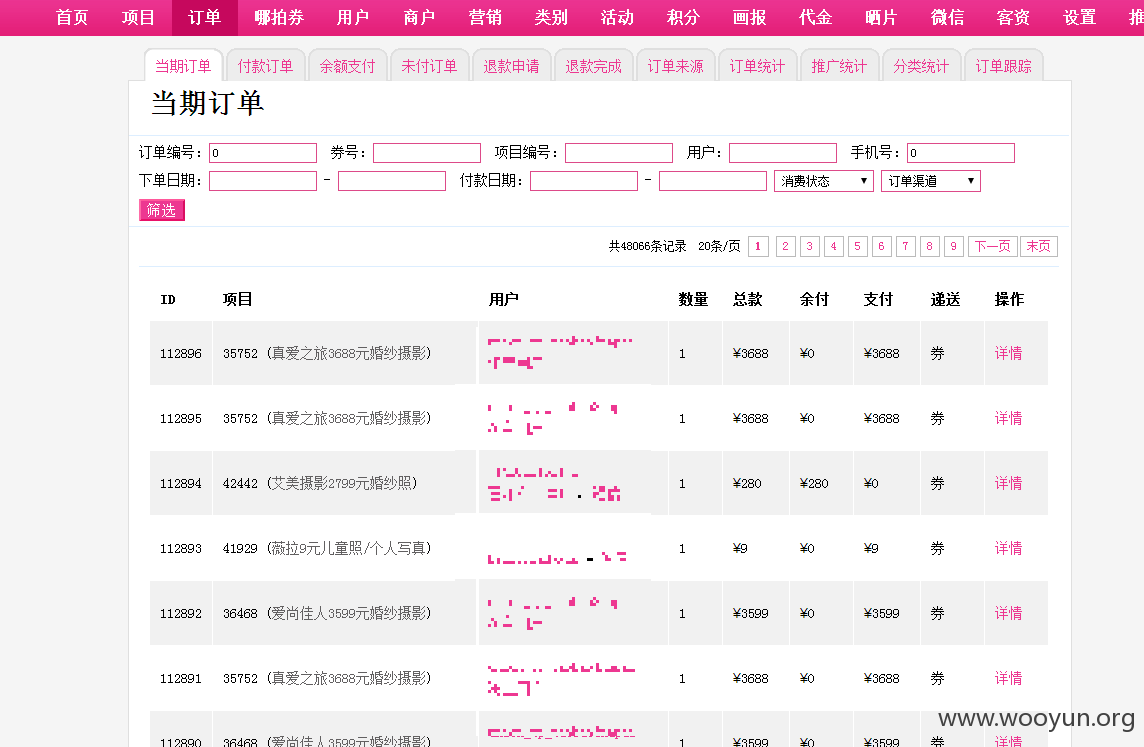 首页 项目 订单 哪拍券 用户 商户 营销 类别 活动 积分 画报 代金 晒片 微信 客资 设置 推
当期订单 付款订单 余额支付 未付订单 退款申请 退款完成 订单来源 订单统计 推广统计 分类统计 订单跟踪
当期订单
订单编号: 0 券号: 项目编号: 用户: 手机号: 0
下单日期: - 付款日期: - 消费状态 订单渠道
筛选
共48066条记录 20条/页 1 2 3 4 5 6 7 8 9 下一页 末页
ID 项目 用户 数量 总款 余付 支付 递送 操作
112896 35752 (真爱之旅3688元婚纱摄影) 1 ¥3688 ¥0 ¥3688 券 详情
112895 35752 (真爱之旅3688元婚纱摄影) 1 ¥3688 ¥0 ¥3688 券 详情
112894 42442 (艾美摄影2799元婚纱照) 1 ¥280 ¥280 ¥0 券 详情
112893 41929 (薇拉9元儿童照/个人写真) 1 ¥9 ¥0 ¥9 券 详情
112892 36468 (爱尚佳人3599元婚纱摄影) 1 ¥3599 ¥0 ¥3599 券 详情
112891 35752 (真爱之旅3688元婚纱摄影) 1 ¥3688 ¥0 ¥3688 券 详情
112890 36468 (爱尚佳人3599元婚纱摄影) 1 ¥3599 ¥0 ¥3599 券 详情
www.wooyun.org